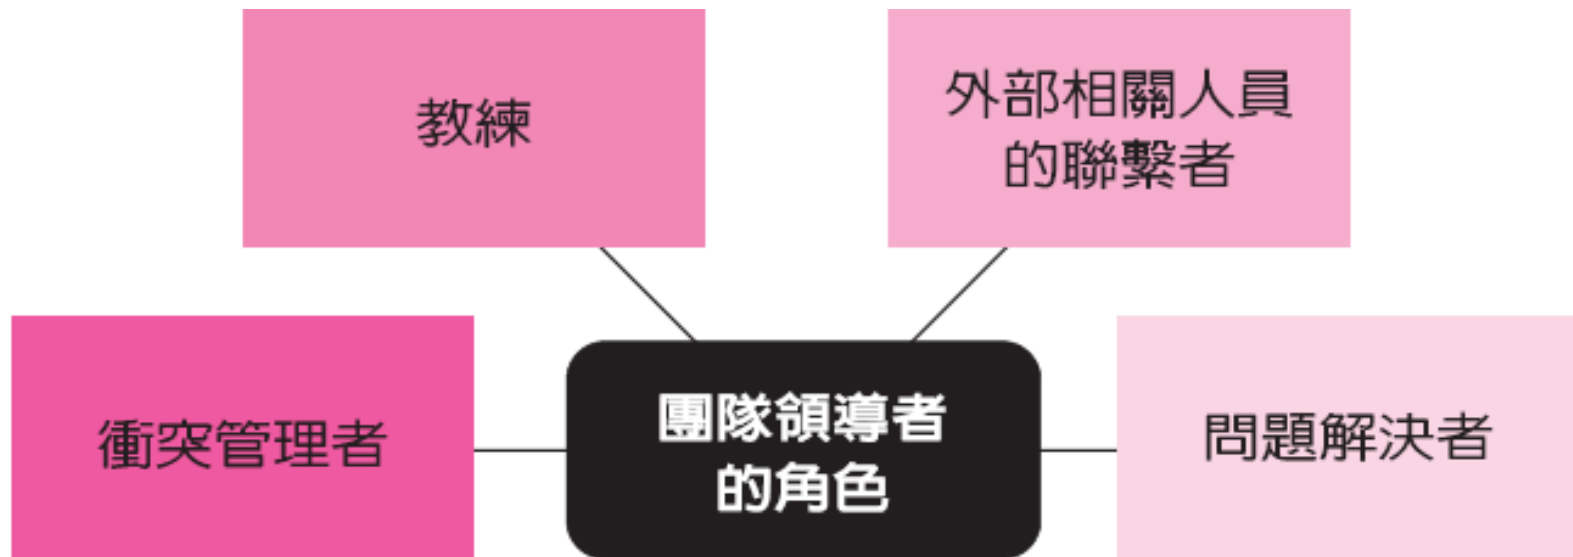 教練
外部相關人員
的聯繫者
衝突管理者
團隊領導者
的角色
問題解決者